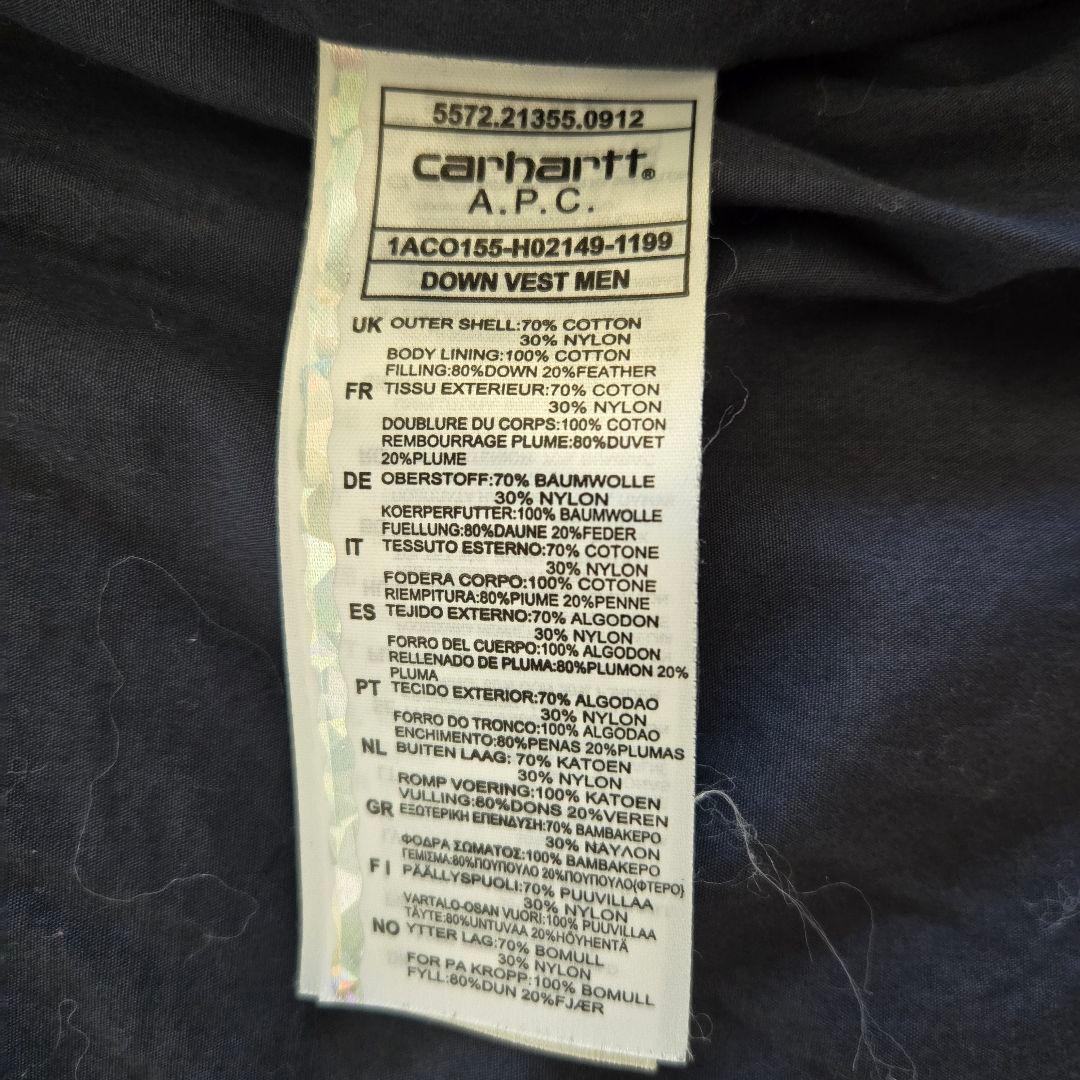 5572.21355.0912
carhartt®
A.P.C.
1ACO155-H02149-1199
DOWN VEST MEN
UK OUTER SHELL:70% COTTON
30% NYLON
BODY LINING:100% COTTON
FILLING:80%DOWN 20%FEATHER
FR TISSU EXTERIEUR:70% COTON
30% NYLON
DOUBLURE DU CORPS:100% COTON
REMBOURRAGE PLUME:80%DUVET
20%PLUME
DE OBERSTOFF:70% BAUMWOLLE
30% NYLON
KOERPERFUTTER:100% BAUMWOLLE
FUELLUNG:80%DAUNE 20%FEDER
IT TESSUTO ESTERNO:70% COTONE
30% NYLON
FODERA CORPO:100% COTONE
RIEMPITURA:80%PIUME 20%PENNE
ES TEJIDO EXTERNO:70% ALGODON
30% NYLON
FORRO DEL CUERPO:100% ALGODON
RELLENADO DE PLUMA:80%PLUMON 20%
PLUMA
PT TECIDO EXTERIOR:70% ALGODAO
30% NYLON
FORRO DO TRONCO:100% ALGODAO
ENCHIMENTO:80%PENAS 20%PLUMAS
NL BUITEN LAAG: 70% KATOEN
30% NYLON
ROMP VOERING:100% KATOEN
VULLING:80%DONS 20%VEREN
GR ΕΞΩΤΕΡΙΚΗ ΕΠΕΝΔΥΣΗ:70% ΒΑΜΒΑΚΕΡΟ
30% ΝΑΥΛΟΝ
ΦΟΔΡΑ ΣΩΜΑΤΟΣ:100% ΒΑΜΒΑΚΕΡΟ
ΓΕΜΙΣΜΑ:80%ΠΟΥΠΟΥΛΟ 20%ΠΟΥΠΟΥΛΟ(ΦΤΕΡΟ)
FI PÄÄLLYSPUOLI:70% PUUVILLAA
30% NYLON
VARTALO-OSAN VUORI:100% PUUVILLAA
TÄYTE:80%UNTUVAA 20%HÖYHENTÄ
NO YTTER LAG:70% BOMULL
30% NYLON
FOR PA KROPP:100% BOMULL
FYLL:80%DUN 20%FJÆR